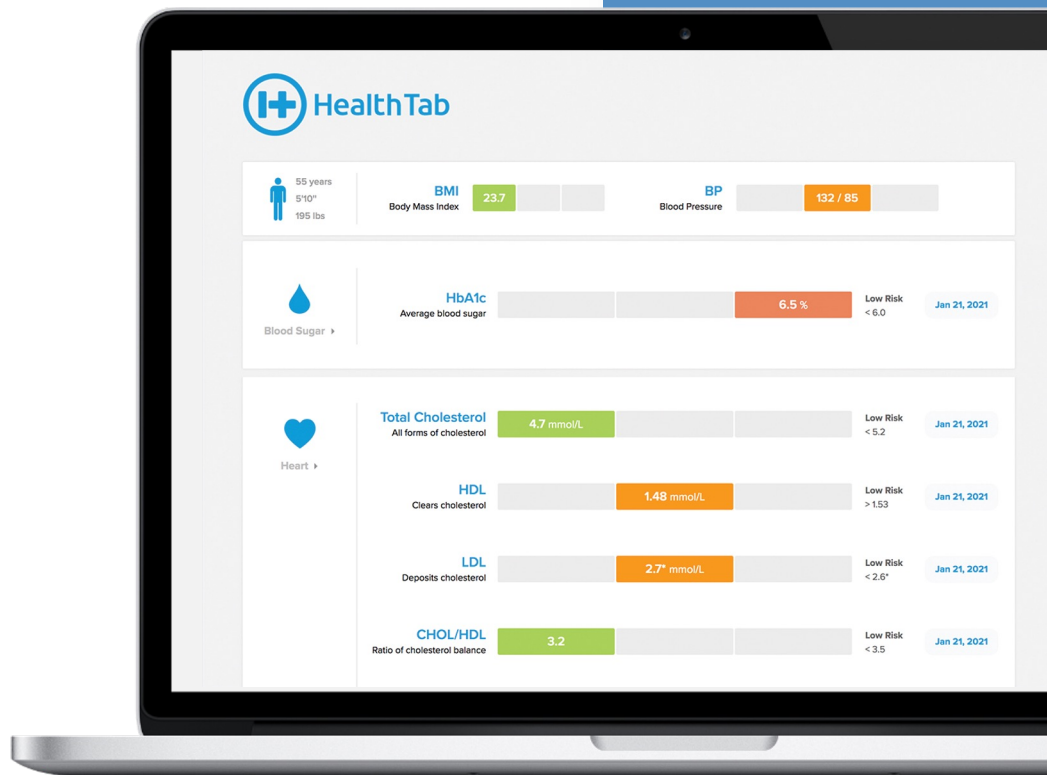 HealthTab
55 years
5'10"
195 lbs
BMI
Body Mass Index
23.7
BP
Blood Pressure
132 / 85
Blood Sugar
HbA1c
Average blood sugar
6.5 %
Low Risk
< 6.0
Jan 21, 2021
Heart
Total Cholesterol
All forms of cholesterol
4.7 mmol/L
Low Risk
< 5.2
Jan 21, 2021
HDL
Clears cholesterol
1.48 mmol/L
Low Risk
> 1.53
Jan 21, 2021
LDL
Deposits cholesterol
2.7* mmol/L
Low Risk
< 2.6*
Jan 21, 2021
CHOL/HDL
Ratio of cholesterol balance
3.2
Low Risk
< 3.5
Jan 21, 2021